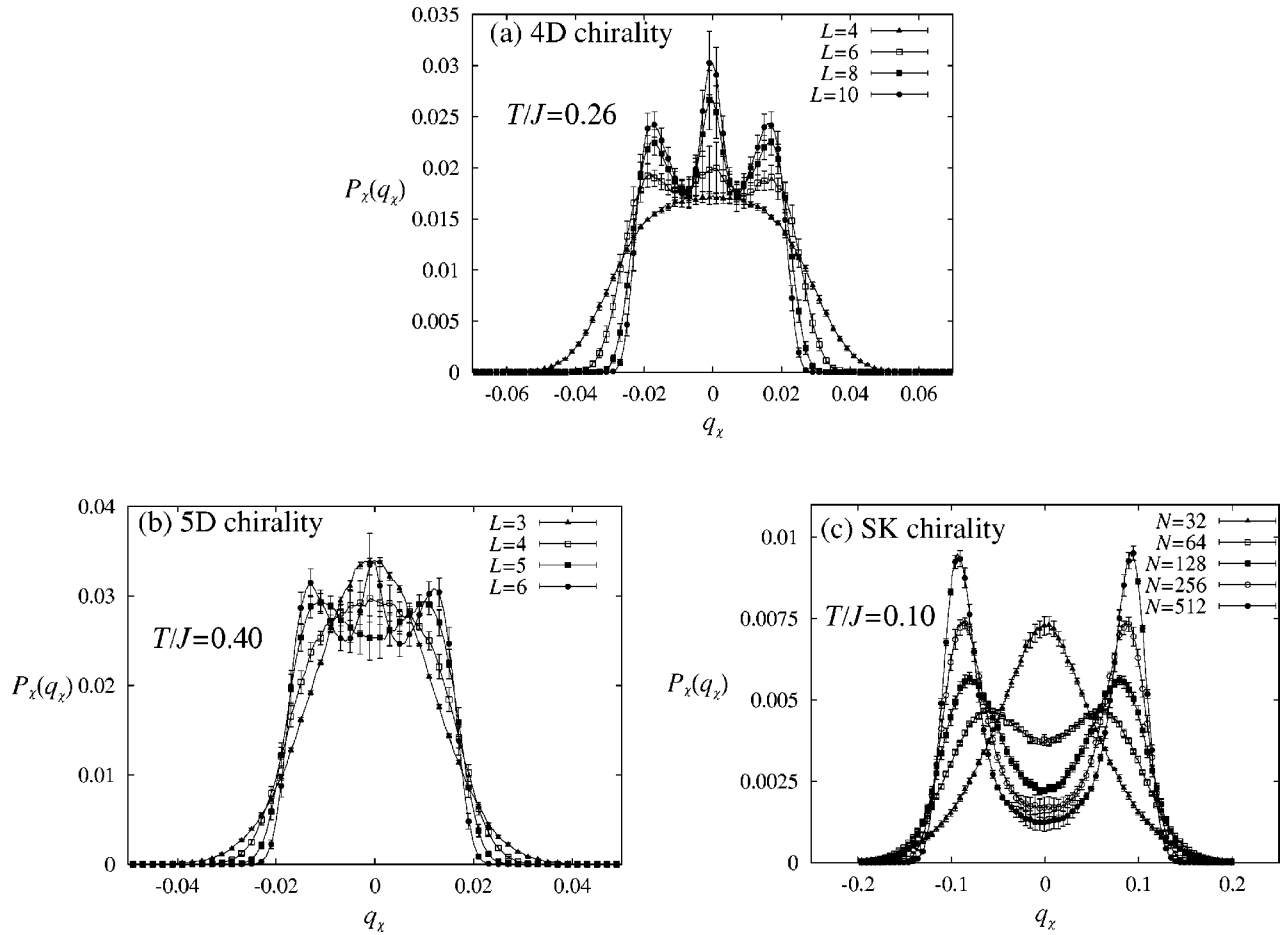 (a) 4D chirality
T/J=0.26
L=4
L=6
L=8
L=10
P_χ(q_χ)
0.035
0.03
0.025
0.02
0.015
0.01
0.005
0
-0.06 -0.04 -0.02 0 0.02 0.04 0.06
q_χ
(b) 5D chirality
T/J=0.40
L=3
L=4
L=5
L=6
P_χ(q_χ)
0.04
0.03
0.02
0.01
0
-0.04 -0.02 0 0.02 0.04
q_χ
(c) SK chirality
T/J=0.10
N=32
N=64
N=128
N=256
N=512
P_χ(q_χ)
0.01
0.0075
0.005
0.0025
0
-0.2 -0.1 0 0.1 0.2
q_χ